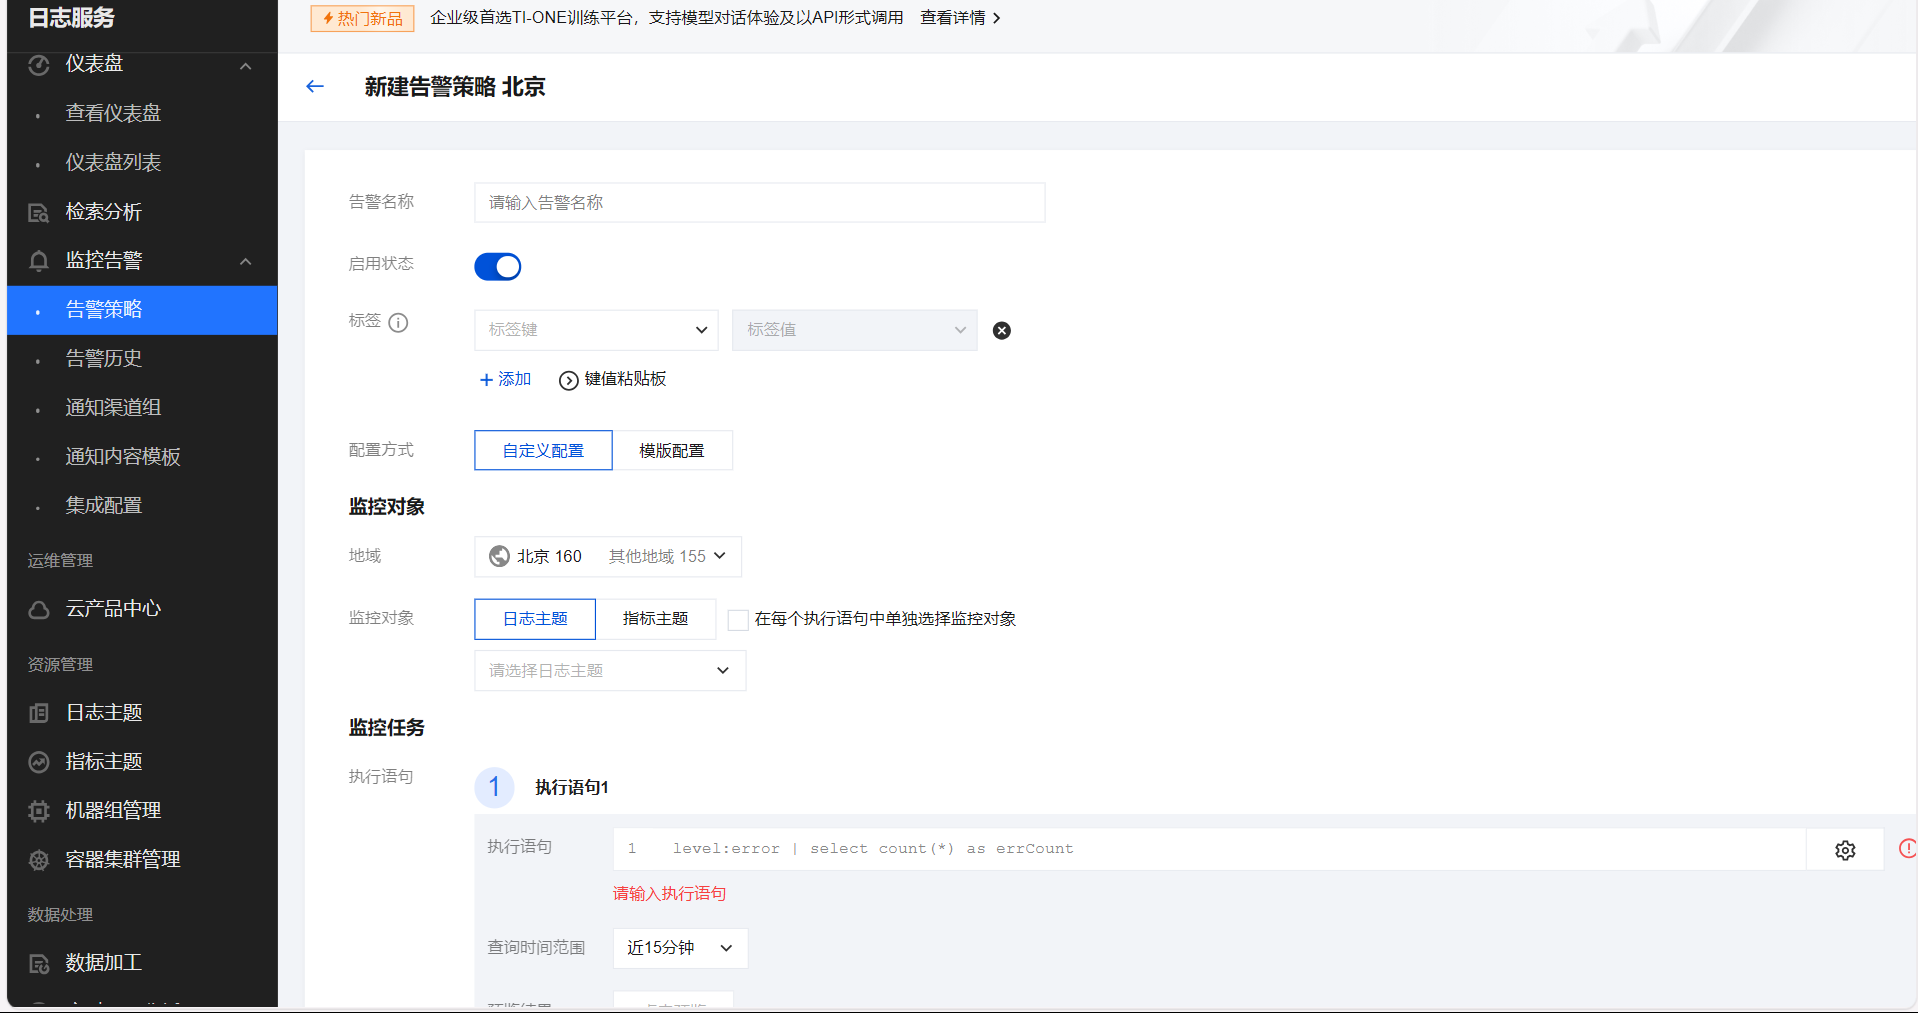 日志服务
热门新品
企业级首选TI-ONE训练平台，支持模型对话体验及以API形式调用
查看详情
仪表盘
查看仪表盘
仪表盘列表
检索分析
监控告警
告警策略
告警历史
通知渠道组
通知内容模板
集成配置
运维管理
云产品中心
资源管理
日志主题
指标主题
机器组管理
容器集群管理
数据处理
数据加工
新建告警策略 北京
告警名称
请输入告警名称
启用状态
标签
标签键
标签值
添加
键值粘贴板
配置方式
自定义配置
模版配置
监控对象
地域
北京 160
其他地域 155
监控对象
日志主题
指标主题
在每个执行语句中单独选择监控对象
请选择日志主题
监控任务
执行语句
1
执行语句1
执行语句
1
level:error | select count(*) as errCount
请输入执行语句
查询时间范围
近15分钟